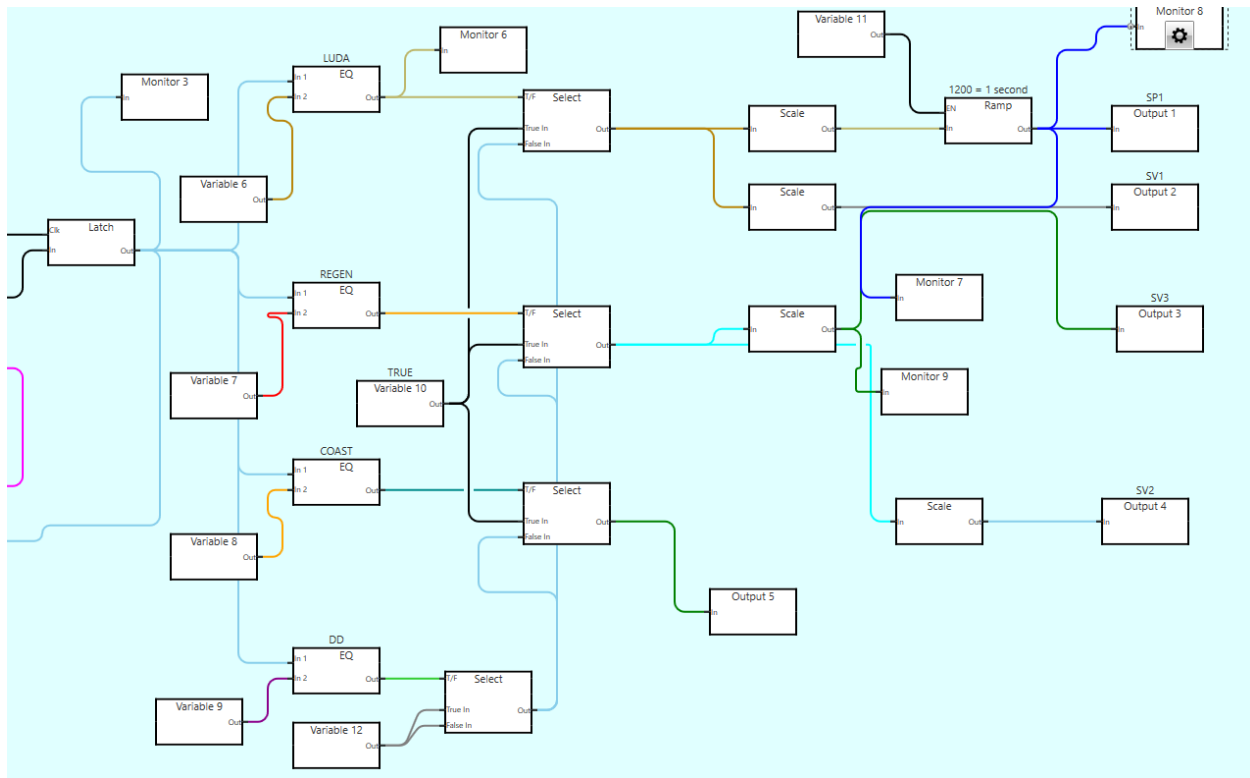 Monitor 8
In
Variable 11
Out
Monitor 6
In
LUDA
EQ
In 1
In 2
Out
Monitor 3
In
1200 = 1 second
Ramp
EN
In
Out
SP1
Output 1
In
Select
T/F
True In
False In
Out
Scale
In
Out
Variable 6
Out
Scale
In
Out
SV1
Output 2
In
Latch
Clk
In
Out
REGEN
EQ
In 1
In 2
Out
Monitor 7
In
Select
T/F
True In
False In
Out
Scale
In
Out
SV3
Output 3
In
Variable 7
Out
TRUE
Variable 10
Out
Monitor 9
In
COAST
EQ
In 1
In 2
Out
Select
T/F
True In
False In
Out
Scale
In
Out
SV2
Output 4
In
Variable 8
Out
Output 5
In
DD
EQ
In 1
In 2
Out
Select
T/F
True In
False In
Out
Variable 9
Out
Variable 12
Out